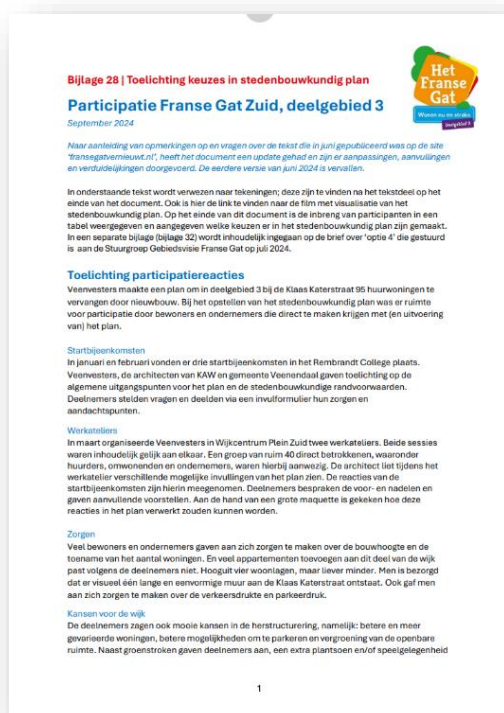 Bijlage 28 | Toelichting keuzes in stedenbouwkundig plan
Het
Franse
Gat
Wonen nu en straks
deelgebied 3
Participatie Franse Gat Zuid, deelgebied 3
September 2024
Naar aanleiding van opmerkingen op en vragen over de tekst die in juni gepubliceerd was op de site
'fransegatvernieuwt.nl', heeft het document een update gehad en zijn er aanpassingen, aanvullingen
en verduidelijkingen doorgevoerd. De eerdere versie van juni 2024 is vervallen.
In onderstaande tekst wordt verwezen naar tekeningen; deze zijn te vinden na het tekstdeel op het
einde van het document. Ook is hier de link te vinden naar de film met visualisatie van het
stedenbouwkundig plan. Op het einde van dit document is de inbreng van participanten in een
tabel weergegeven en aangegeven welke keuzes er in het stedenbouwkundig plan zijn gemaakt.
In een separate bijlage (bijlage 32) wordt inhoudelijk ingegaan op de brief over 'optie 4' die gestuurd
is aan de Stuurgroep Gebiedsvisie Franse Gat op juli 2024.
Toelichting participatiereacties
Veenvesters maakte een plan om in deelgebied 3 bij de Klaas Katerstraat 95 huurwoningen te
vervangen door nieuwbouw. Bij het opstellen van het stedenbouwkundig plan was er ruimte
voor participatie door bewoners en ondernemers die direct te maken krijgen met (en uitvoering
van) het plan.
Startbijeenkomsten
In januari en februari vonden er drie startbijeenkomsten in het Rembrandt College plaats.
Veenvesters, de architecten van KAW en gemeente Veenendaal gaven toelichting op de
algemene uitgangspunten voor het plan en de stedenbouwkundige randvoorwaarden.
Deelnemers stelden vragen en deelden via een invulformulier hun zorgen en
aandachtspunten.
Werkateliers
In maart organiseerde Veenvesters in Wijkcentrum Plein Zuid twee werkateliers. Beide sessies
waren inhoudelijk gelijk aan elkaar. Een groep van ruim 40 direct betrokkenen, waaronder
huurders, omwonenden en ondernemers, waren hierbij aanwezig. De architect liet tijdens het
werkatelier verschillende mogelijke invullingen van het plan zien. De reacties van de
startbijeenkomsten zijn hierin meegenomen. Deelnemers bespraken de voor- en nadelen en
gaven aanvullende voorstellen. Aan de hand van een grote maquette is gekeken hoe deze
reacties in het plan verwerkt zouden kunnen worden.
Zorgen
Veel bewoners en ondernemers gaven aan zich zorgen te maken over de bouwhoogte en de
toename van het aantal woningen. En veel appartementen toevoegen aan dit deel van de wijk
past volgens de deelnemers niet. Hooguit vier woonlagen, maar liever minder. Men is bezorgd
dat er visueel één lange en eenvormige muur aan de Klaas Katerstraat ontstaat. Ook gaf men
aan zich zorgen te maken over de verkeersdrukte en parkeerdruk.
Kansen voor de wijk
De deelnemers zagen ook mooie kansen in de herstructurering, namelijk: betere en meer
gevarieerde woningen, betere mogelijkheden om te parkeren en vergroening van de openbare
ruimte. Naast groenstroken gaven deelnemers aan, een extra plantsoen en/of speelgelegenheid
1